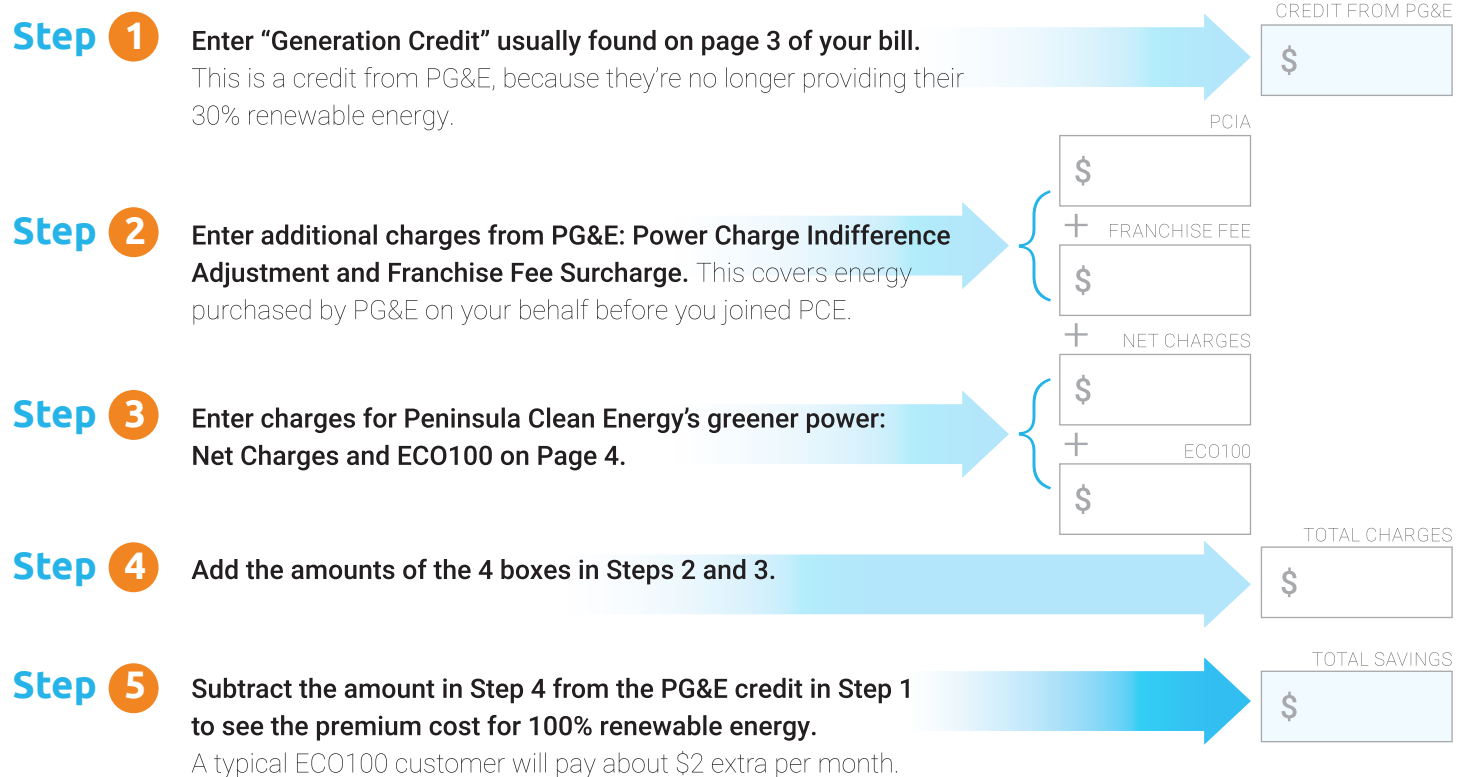 CREDIT FROM PG&E
Step 1
Enter “Generation Credit” usually found on page 3 of your bill.
$
This is a credit from PG&E, because they’re no longer providing their
30% renewable energy.
PCIA
$
Step 2
Enter additional charges from PG&E: Power Charge Indifference
+ FRANCHISE FEE
Adjustment and Franchise Fee Surcharge. This covers energy
$
purchased by PG&E on your behalf before you joined PCE.
+ NET CHARGES
$
Step 3
Enter charges for Peninsula Clean Energy’s greener power:
Net Charges and ECO100 on Page 4.
+ ECO100
$
TOTAL CHARGES
Step 4
Add the amounts of the 4 boxes in Steps 2 and 3.
$
TOTAL SAVINGS
Step 5
Subtract the amount in Step 4 from the PG&E credit in Step 1
$
to see the premium cost for 100% renewable energy.
A typical ECO100 customer will pay about $2 extra per month.